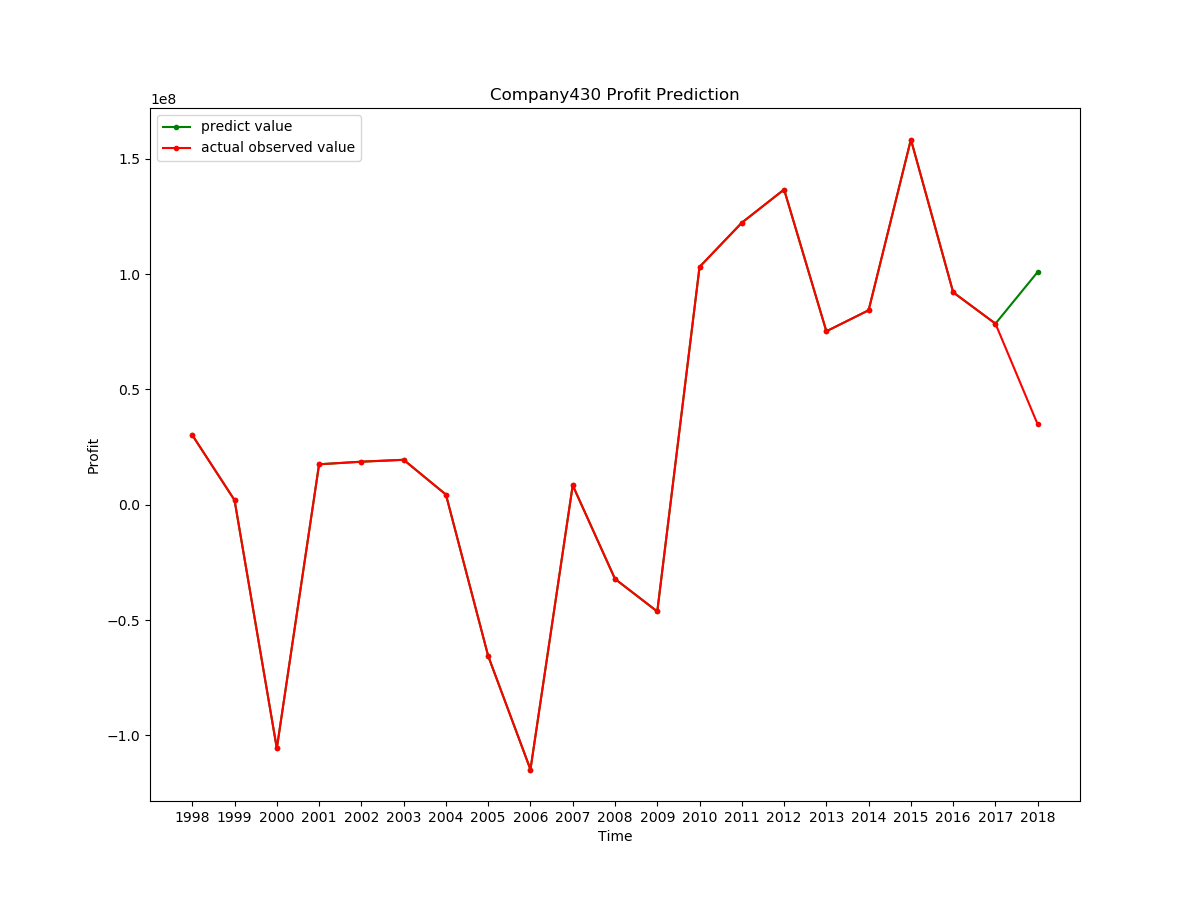 Company430 Profit Prediction
1e8
predict value
actual observed value
1.5
1.0
0.5
0.0
−0.5
−1.0
Profit
1998 1999 2000 2001 2002 2003 2004 2005 2006 2007 2008 2009 2010 2011 2012 2013 2014 2015 2016 2017 2018
Time